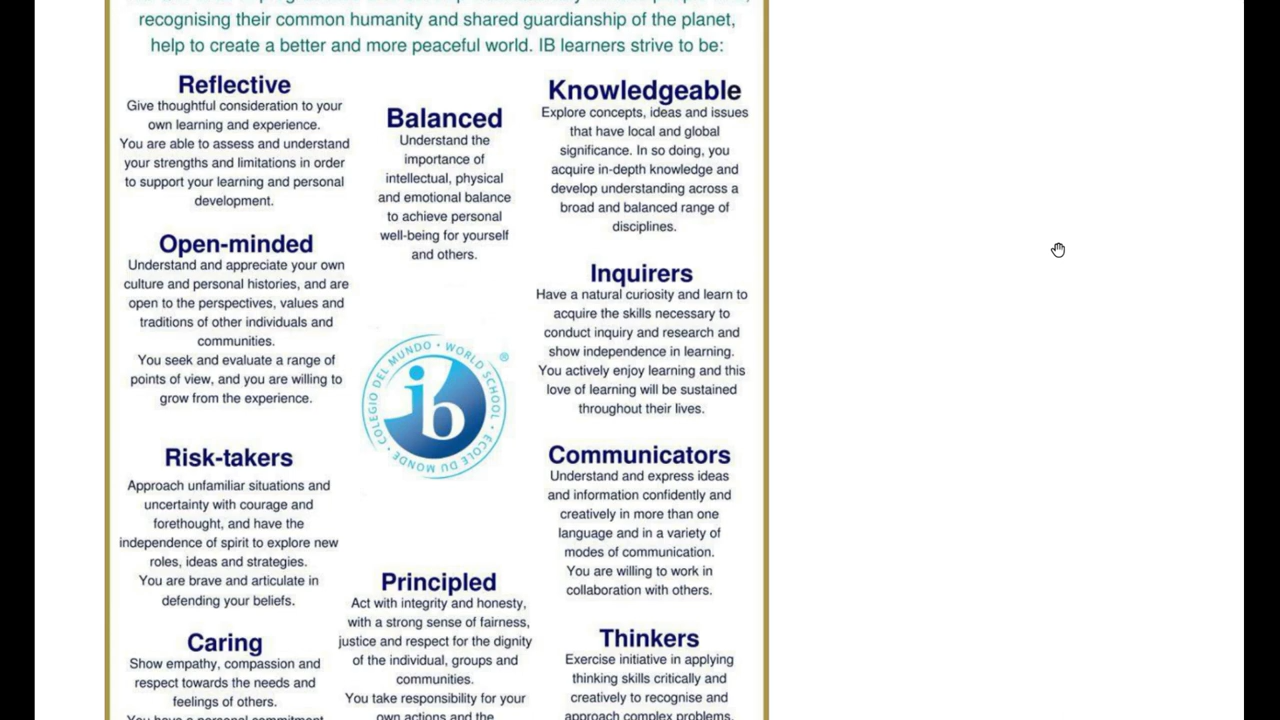 recognising their common humanity and shared guardianship of the planet,
help to create a better and more peaceful world. IB learners strive to be:
Reflective
Give thoughtful consideration to your
own learning and experience.
You are able to assess and understand
your strengths and limitations in order
to support your learning and personal
development.
Open-minded
Understand and appreciate your own
culture and personal histories, and are
open to the perspectives, values and
traditions of other individuals and
communities.
You seek and evaluate a range of
points of view, and you are willing to
grow from the experience.
Risk-takers
Approach unfamiliar situations and
uncertainty with courage and
forethought, and have the
independence of spirit to explore new
roles, ideas and strategies.
You are brave and articulate in
defending your beliefs.
Caring
Show empathy, compassion and
respect towards the needs and
feelings of others.
You have a personal commitment
Balanced
Understand the
importance of
intellectual, physical
and emotional balance
to achieve personal
well-being for yourself
and others.
COLEGIO DEL MUNDO • WORLD SCHOOL • ÉCOLE DU MONDE •
®
ib
Principled
Act with integrity and honesty,
with a strong sense of fairness,
justice and respect for the dignity
of the individual, groups and
communities.
You take responsibility for your
own actions and the
Knowledgeable
Explore concepts, ideas and issues
that have local and global
significance. In so doing, you
acquire in-depth knowledge and
develop understanding across a
broad and balanced range of
disciplines.
Inquirers
Have a natural curiosity and learn to
acquire the skills necessary to
conduct inquiry and research and
show independence in learning.
You actively enjoy learning and this
love of learning will be sustained
throughout their lives.
Communicators
Understand and express ideas
and information confidently and
creatively in more than one
language and in a variety of
modes of communication.
You are willing to work in
collaboration with others.
Thinkers
Exercise initiative in applying
thinking skills critically and
creatively to recognise and
approach complex problems,